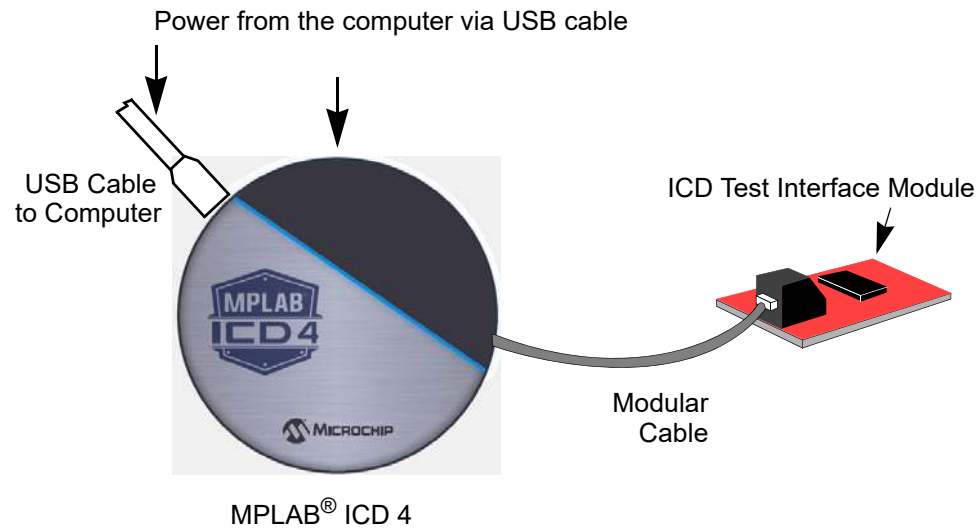 Power from the computer via USB cable
USB Cable
to Computer
ICD Test Interface Module
MPLAB
ICD 4
MICROCHIP
Modular
Cable
MPLAB® ICD 4